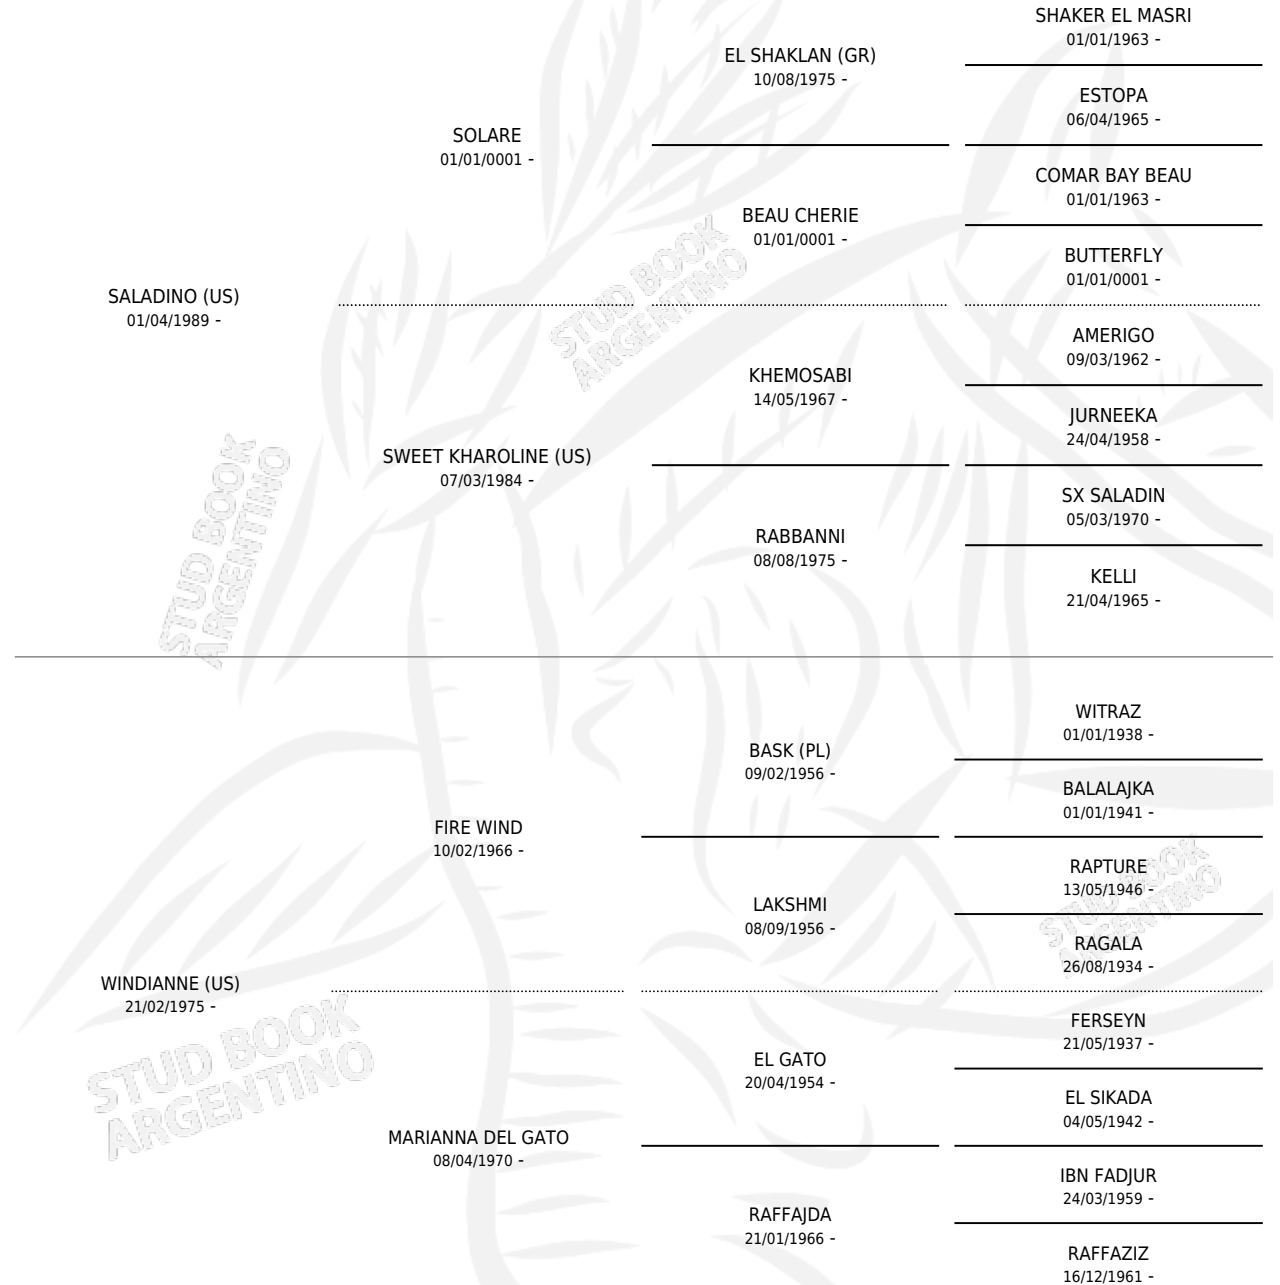 SHAKER EL MASRI
01/01/1963 -
EL SHAKLAN (GR)
10/08/1975 -
ESTOPA
06/04/1965 -
SOLARE
01/01/0001 -
COMAR BAY BEAU
01/01/1963 -
BEAU CHERIE
01/01/0001 -
BUTTERFLY
01/01/0001 -
SALADINO (US)
01/04/1989 -
AMERIGO
09/03/1962 -
KHEMOSABI
14/05/1967 -
JURNEEKA
24/04/1958 -
SWEET KHAROLINE (US)
07/03/1984 -
SX SALADIN
05/03/1970 -
RABBANNI
08/08/1975 -
KELLI
21/04/1965 -
WITRAZ
01/01/1938 -
BASK (PL)
09/02/1956 -
BALALAJKA
01/01/1941 -
FIRE WIND
10/02/1966 -
RAPTURE
13/05/1946 -
LAKSHMI
08/09/1956 -
RAGALA
26/08/1934 -
WINDIANNE (US)
21/02/1975 -
FERSEYN
21/05/1937 -
EL GATO
20/04/1954 -
EL SIKADA
04/05/1942 -
MARIANNA DEL GATO
08/04/1970 -
IBN FADJUR
24/03/1959 -
RAFFAJDA
21/01/1966 -
RAFFAZIZ
16/12/1961 -
STUD BOOK
ARGENTINO
STUD BOOK
ARGENTINO
STUD BOOK
ARGENTINO
STUD BOOK
ARGENTINO